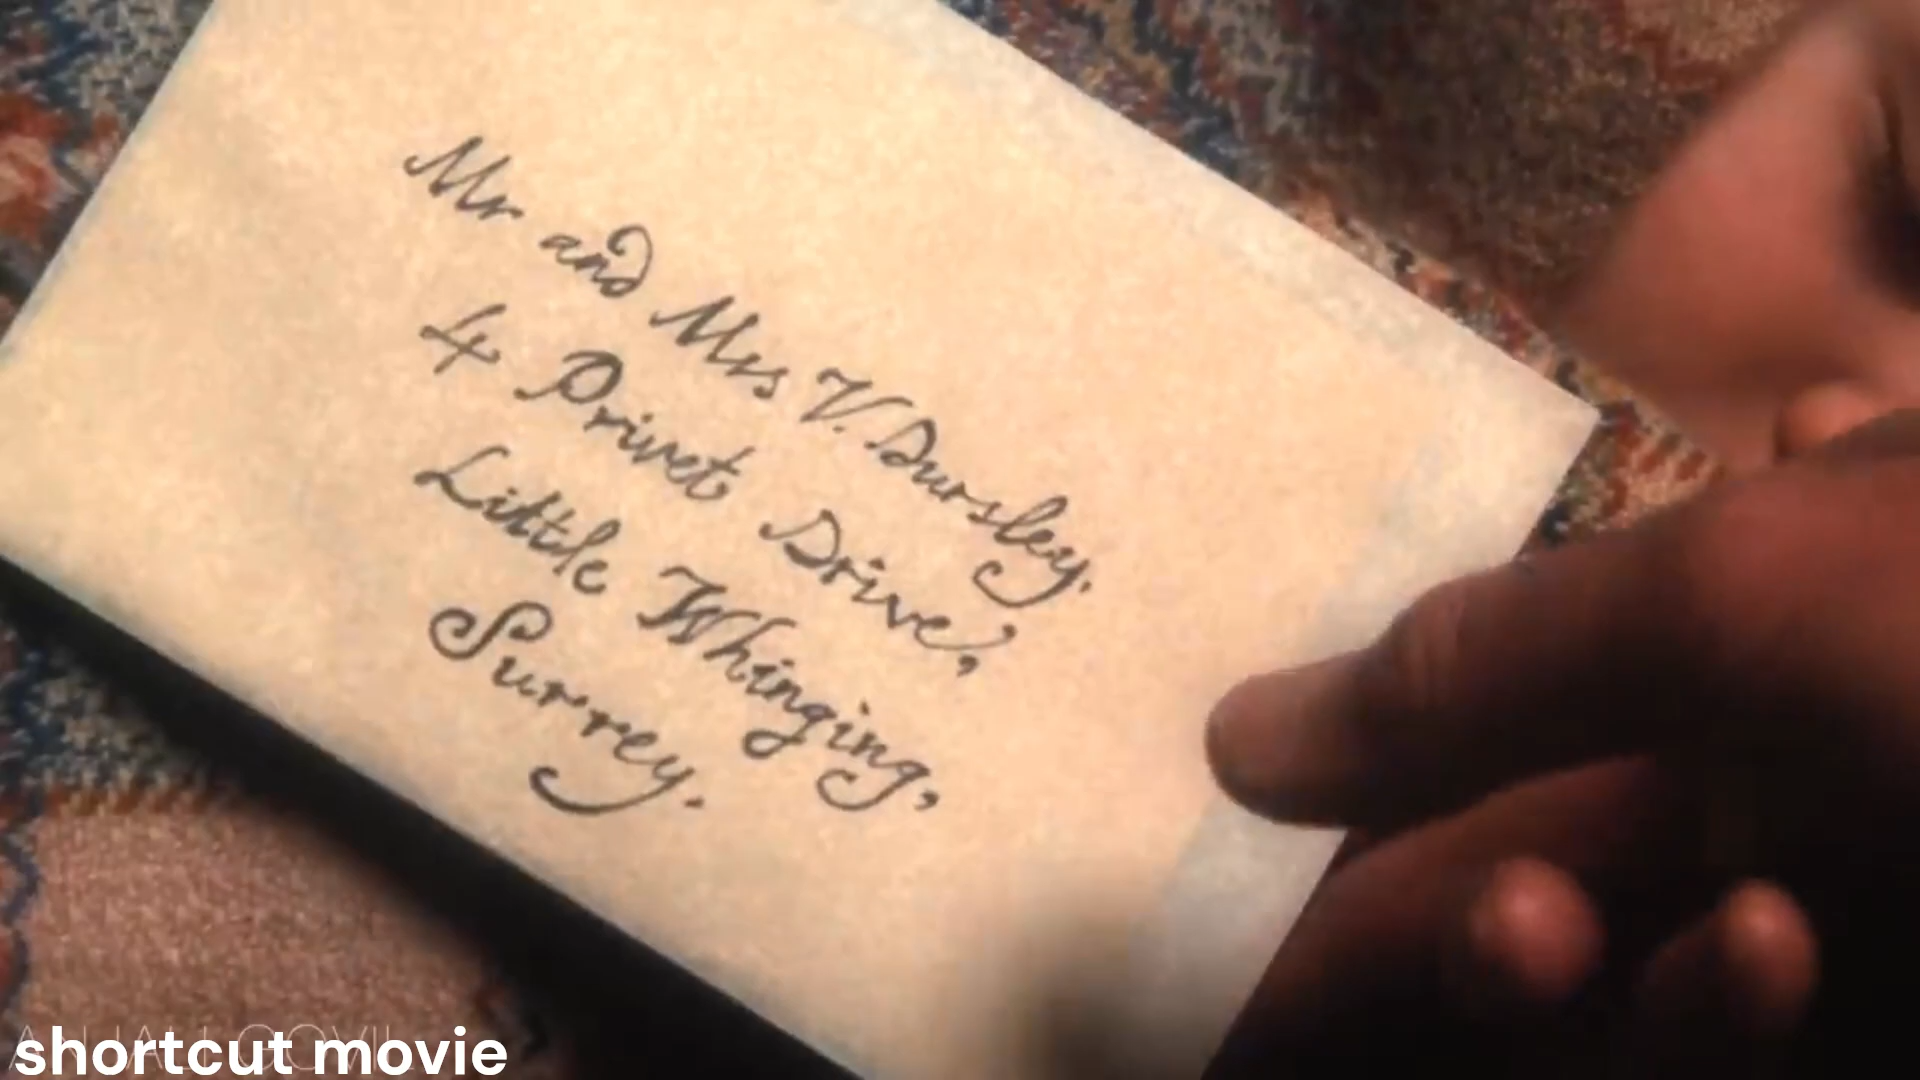 Mr and Mrs V. Dursley.
4 Privet Drive,
Little Whinging,
Surrey.
shortcut movie